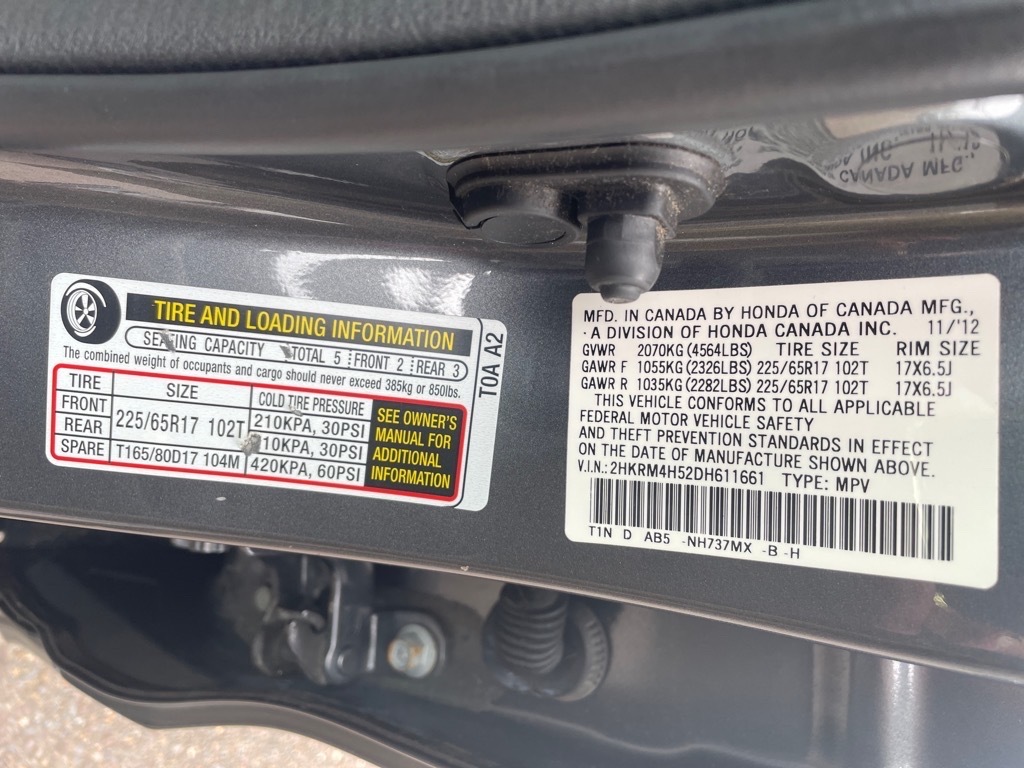 TIRE AND LOADING INFORMATION
SEATING CAPACITY TOTAL 5 FRONT 2 REAR 3
The combined weight of occupants and cargo should never exceed 385kg or 850lbs.
TIRE SIZE COLD TIRE PRESSURE
FRONT 225/65R17 102T 210KPA, 30PSI
REAR 210KPA, 30PSI
SPARE T165/80D17 104M 420KPA, 60PSI
SEE OWNER'S
MANUAL FOR
ADDITIONAL
INFORMATION
T0A A2
MFD. IN CANADA BY HONDA OF CANADA MFG.,
A DIVISION OF HONDA CANADA INC. 11/'12
GVWR 2070KG (4564LBS) TIRE SIZE RIM SIZE
GAWR F 1055KG (2326LBS) 225/65R17 102T 17X6.5J
GAWR R 1035KG (2282LBS) 225/65R17 102T 17X6.5J
THIS VEHICLE CONFORMS TO ALL APPLICABLE
FEDERAL MOTOR VEHICLE SAFETY
AND THEFT PREVENTION STANDARDS IN EFFECT
ON THE DATE OF MANUFACTURE SHOWN ABOVE.
V.I.N.: 2HKRM4H52DH611661 TYPE: MPV
T1N D AB5 -NH737MX -B -H
CANADA MFG.,